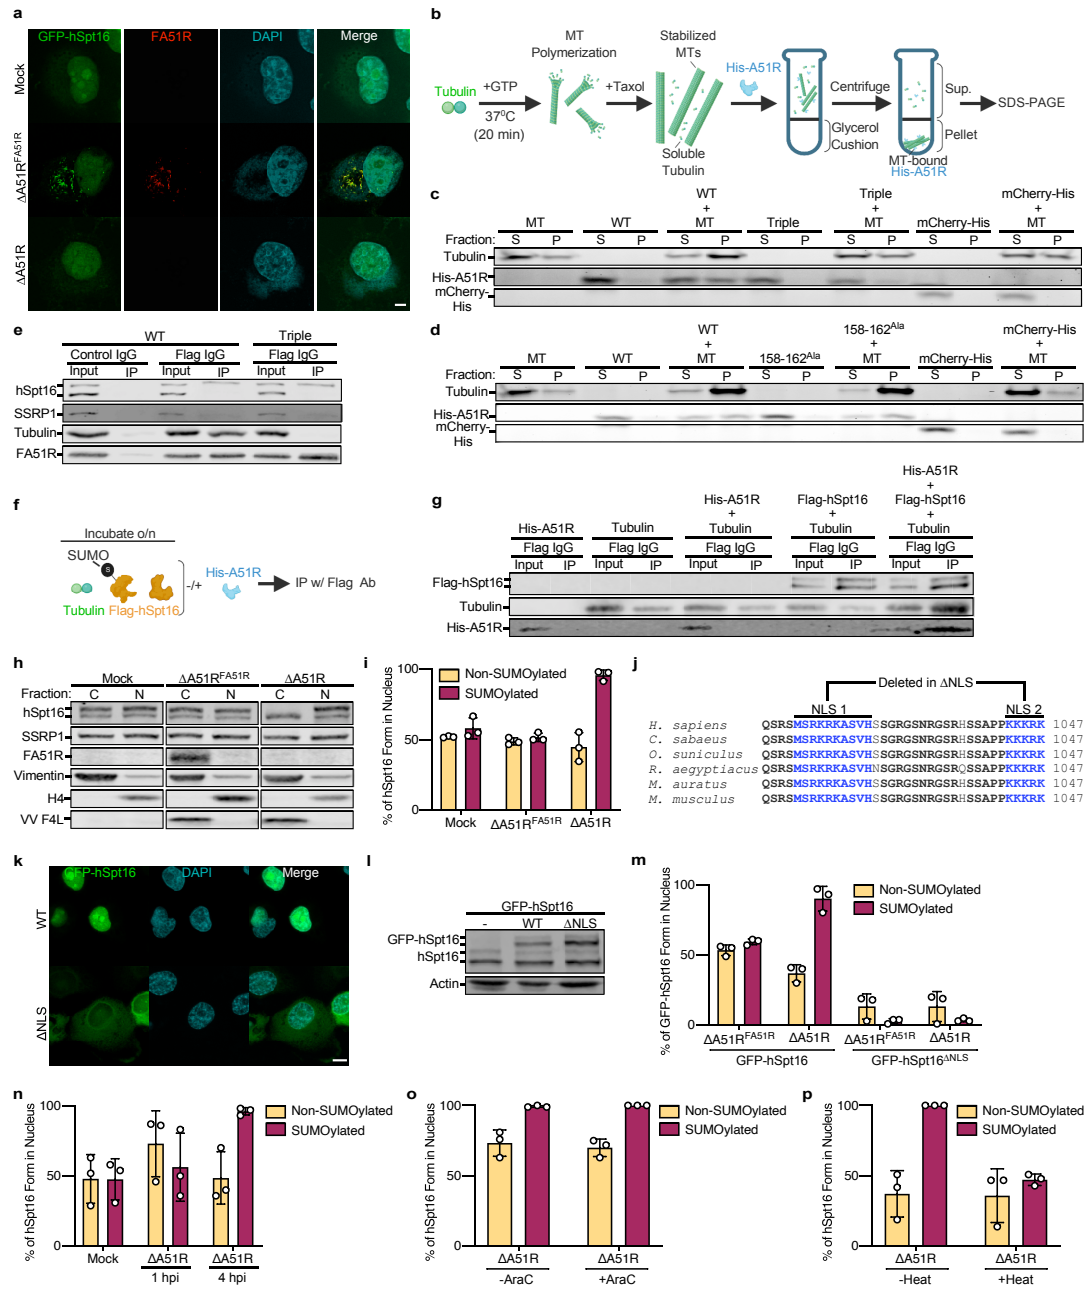 a
GFP-hSpt16 FA51R DAPI Merge
Mock
ΔA51R^FA51R
ΔA51R
b
Tubulin
+GTP
37⁰C
(20 min)
MT
Polymerization
+Taxol
Stabilized
MTs
Soluble
Tubulin
His-A51R
Glycerol
Cushion
Centrifuge
Sup.
Pellet
MT-bound
His-A51R
SDS-PAGE
c
MT WT WT + MT Triple Triple + MT mCherry-His mCherry-His + MT
Fraction: S P S P S P S P S P S P S P
Tubulin
His-A51R
mCherry-
His
d
MT WT WT + MT 158-162^Ala 158-162^Ala + MT mCherry-His mCherry-His + MT
Fraction: S P S P S P S P S P S P S P
Tubulin
His-A51R
mCherry-
His
e
WT Triple
Control IgG Flag IgG Flag IgG
Input IP Input IP Input IP
hSpt16
SSRP1
Tubulin
FA51R
f
Incubate o/n
SUMO
S
Tubulin Flag-hSpt16
-/+
His-A51R
IP w/ Flag Ab
g
His-A51R Tubulin His-A51R + Tubulin Flag-hSpt16 + Tubulin His-A51R + Flag-hSpt16 + Tubulin
Flag IgG Flag IgG Flag IgG Flag IgG Flag IgG
Input IP Input IP Input IP Input IP Input IP
Flag-hSpt16
Tubulin
His-A51R
h
Mock ΔA51R^FA51R ΔA51R
Fraction: C N C N C N
hSpt16
SSRP1
FA51R
Vimentin
H4
VV F4L
i
% of hSpt16 Form in Nucleus
100
50
0
Non-SUMOylated
SUMOylated
Mock ΔA51R^FA51R ΔA51R
j
Deleted in ΔNLS
NLS 1 NLS 2
H. sapiens QSRSMSRKRKASVHSSGRGSNRGSRHSSAPPKKKRK 1047
C. sabaeus QSRSMSRKRKASVHSSGRGSNRGSRHSSAPPKKKRK 1047
O. suniculus QSRSMSRKRKASVHSSGRGSNRGSRHSSAPPKKKRK 1047
R. aegyptiacus QSRSMSRKRKASVHNSGRGSNRGSRQSSAPPKKKRK 1047
M. auratus QSRSMSRKRKASVHSSGRGSNRGSRHSSAPPKKKRK 1047
M. musculus QSRSMSRKRKASVHSSGRGSNRGSRHSSAPPKKKRK 1047
k
GFP-hSpt16 DAPI Merge
WT
ΔNLS
l
GFP-hSpt16
- WT ΔNLS
GFP-hSpt16
hSpt16
Actin
m
% of GFP-hSpt16 Form in Nucleus
100
50
0
Non-SUMOylated
SUMOylated
ΔA51R^FA51R ΔA51R ΔA51R^FA51R ΔA51R
GFP-hSpt16 GFP-hSpt16^ΔNLS
n
% of hSpt16 Form in Nucleus
100
50
0
Non-SUMOylated
SUMOylated
Mock ΔA51R ΔA51R
1 hpi 4 hpi
o
% of hSpt16 Form in Nucleus
100
50
0
Non-SUMOylated
SUMOylated
ΔA51R ΔA51R
-AraC +AraC
p
% of hSpt16 Form in Nucleus
100
50
0
Non-SUMOylated
SUMOylated
ΔA51R ΔA51R
-Heat +Heat